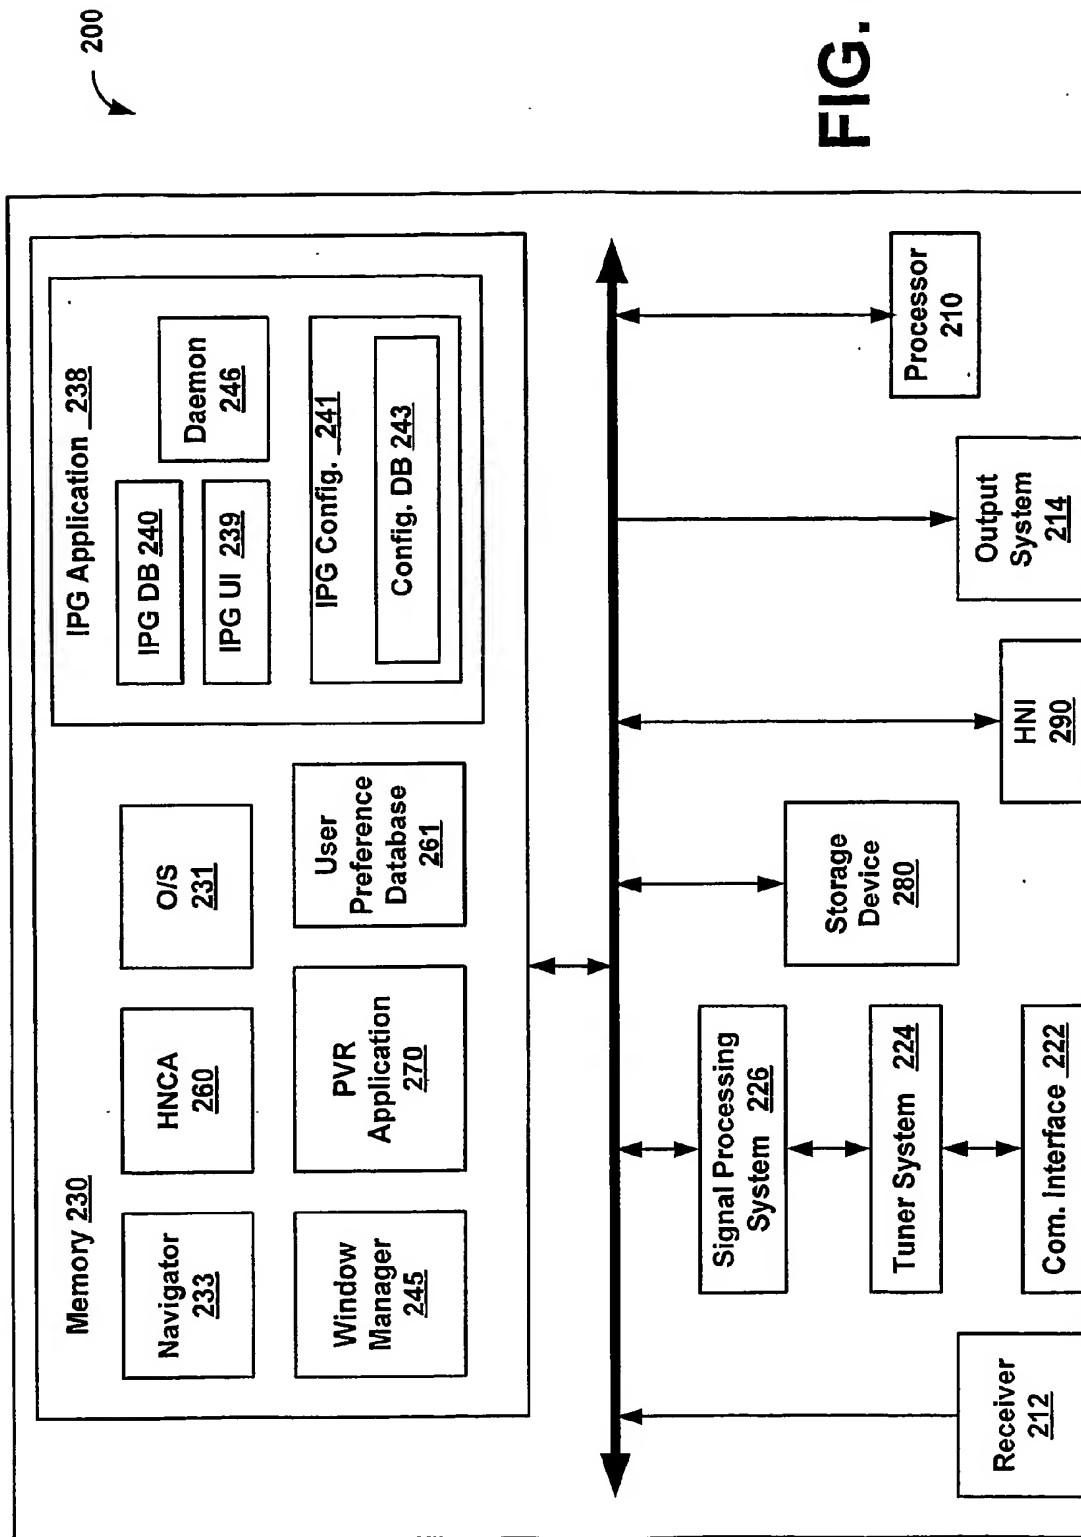 200
Memory 230
Navigator
233
HNCA
260
O/S
231
Window
Manager
245
PVR
Application
270
User
Preference
Database
261
IPG Application 238
IPG DB 240
IPG UI 239
Daemon
246
IPG Config. 241
Config. DB 243
Receiver
212
Signal Processing
System 226
Tuner System 224
Com. Interface 222
Storage
Device
280
HNI
290
Output
System
214
Processor
210
FIG.